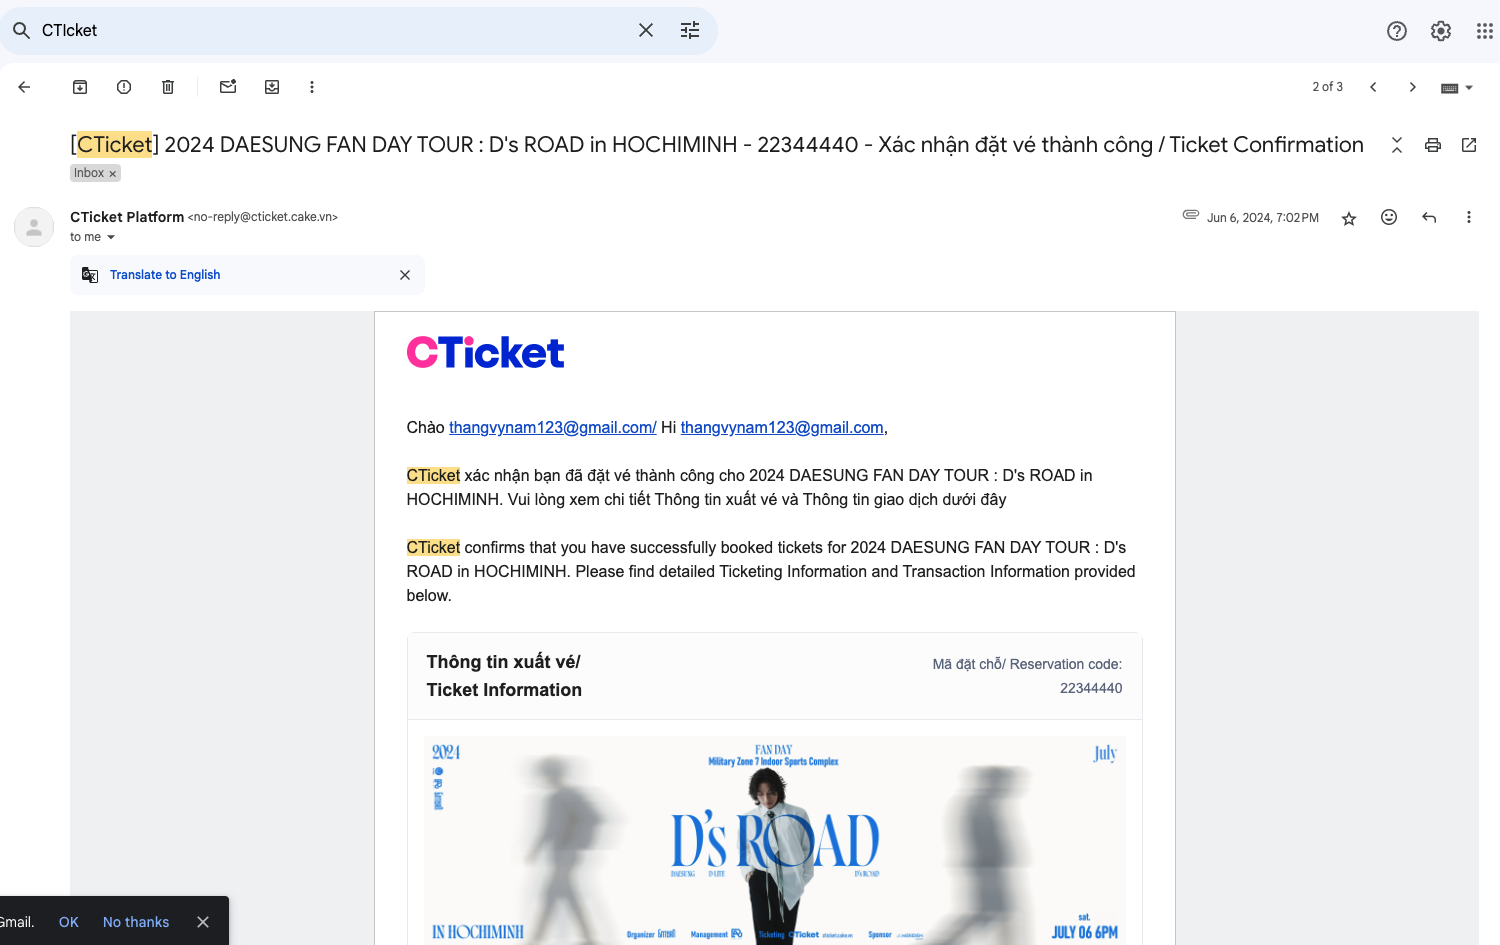 CTIcket
2 of 3
[CTicket] 2024 DAESUNG FAN DAY TOUR : D's ROAD in HOCHIMINH - 22344440 - Xác nhận đặt vé thành công / Ticket Confirmation
Inbox ×
CTicket Platform <no-reply@cticket.cake.vn>
Jun 6, 2024, 7:02 PM
to me
Translate to English
CTicket
Chào thangvynam123@gmail.com/ Hi thangvynam123@gmail.com,
CTicket xác nhận bạn đã đặt vé thành công cho 2024 DAESUNG FAN DAY TOUR : D's ROAD in
HOCHIMINH. Vui lòng xem chi tiết Thông tin xuất vé và Thông tin giao dịch dưới đây
CTicket confirms that you have successfully booked tickets for 2024 DAESUNG FAN DAY TOUR : D's
ROAD in HOCHIMINH. Please find detailed Ticketing Information and Transaction Information provided
below.
Thông tin xuất vé/
Ticket Information
Mã đặt chỗ/ Reservation code:
22344440
2024
FAN DAY
Military Zone 7 Indoor Sports Complex
July
D's ROAD
DAESUNG D-LITE D'S ROAD
IN HOCHIMINH
Organizer
Management
Ticketing CTicket cticket.cake.vn
Sponsor
sat.
JULY 06 6PM
Gmail. OK No thanks